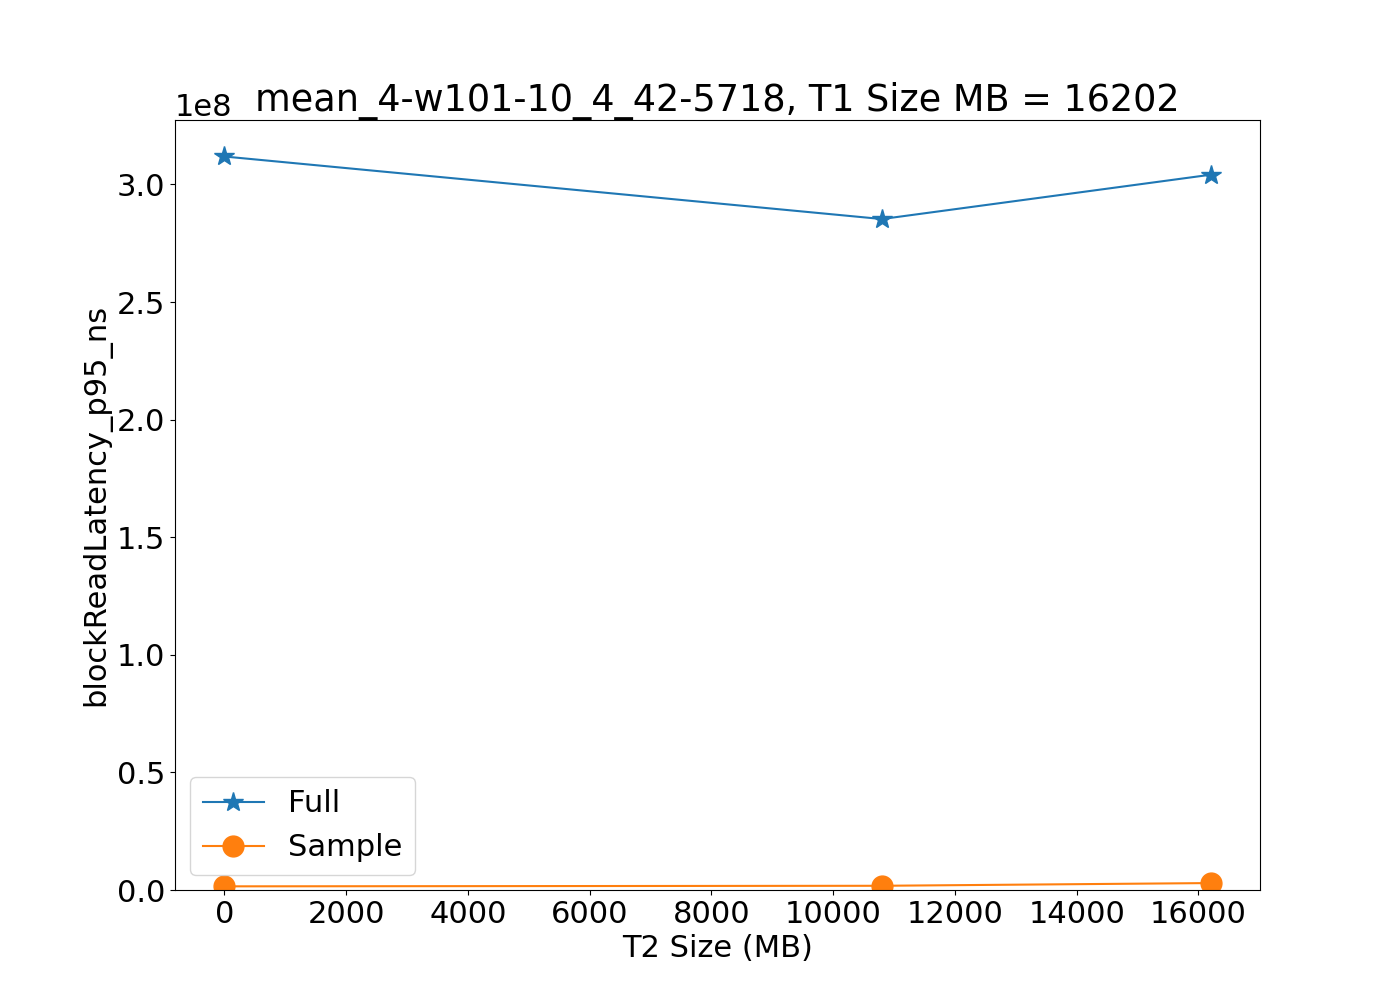 1e8
mean_4-w101-10_4_42-5718, T1 Size MB = 16202
blockReadLatency_p95_ns
3.0
2.5
2.0
1.5
1.0
0.5
0.0
Full
Sample
0 2000 4000 6000 8000 10000 12000 14000 16000
T2 Size (MB)